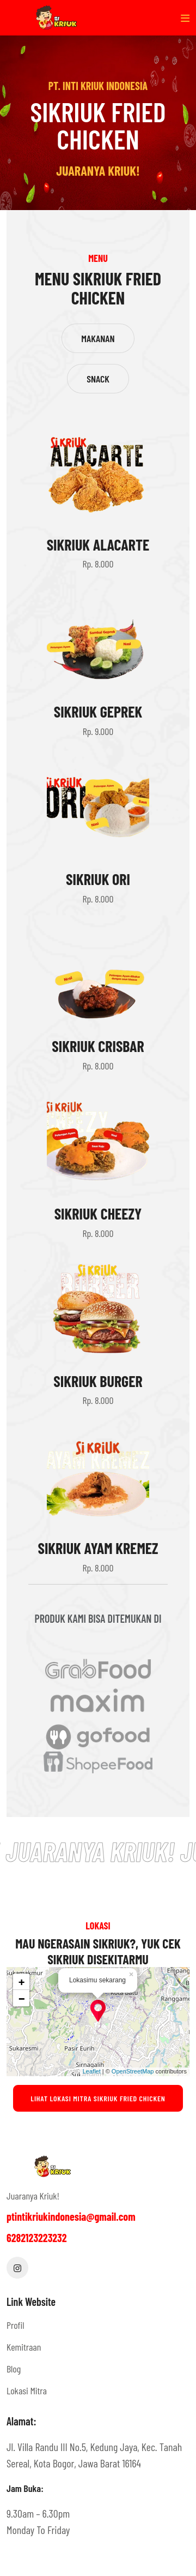 SI KRIUK
PT. INTI KRIUK INDONESIA
SIKRIUK FRIED
CHICKEN
JUARANYA KRIUK!
MENU
MENU SIKRIUK FRIED
CHICKEN
MAKANAN
SNACK
SiKRIUK
ALACARTE
SIKRIUK ALACARTE
Rp. 8.000
SIKRIUK GEPREK
Rp. 9.000
SiKRIUK
ORI
SIKRIUK ORI
Rp. 8.000
SIKRIUK CRISBAR
Rp. 8.000
SiKRIUK
SIKRIUK CHEEZY
Rp. 8.000
Si KRIUK
SIKRIUK BURGER
Rp. 8.000
Si KRIUK
AYAM KREMEZ
SIKRIUK AYAM KREMEZ
Rp. 8.000
PRODUK KAMI BISA DITEMUKAN DI
GrabFood
maxim
gofood
ShopeeFood
JUARANYA KRIUK! JU
LOKASI
MAU NGERASAIN SIKRIUK?, YUK CEK
SIKRIUK DISEKITARMU
Lokasimu sekarang
×
+
−
Ranggame
Sukaresmi
Pasir Eurih
Sirnagalih
Leaflet | © OpenStreetMap contributors
LIHAT LOKASI MITRA SIKRIUK FRIED CHICKEN
SI KRIUK
Juaranya Kriuk!
ptintikriukindonesia@gmail.com
6282123223232
Link Website
Profil
Kemitraan
Blog
Lokasi Mitra
Alamat:
Jl. Villa Randu III No.5, Kedung Jaya, Kec. Tanah
Sereal, Kota Bogor, Jawa Barat 16164
Jam Buka:
9.30am – 6.30pm
Monday To Friday